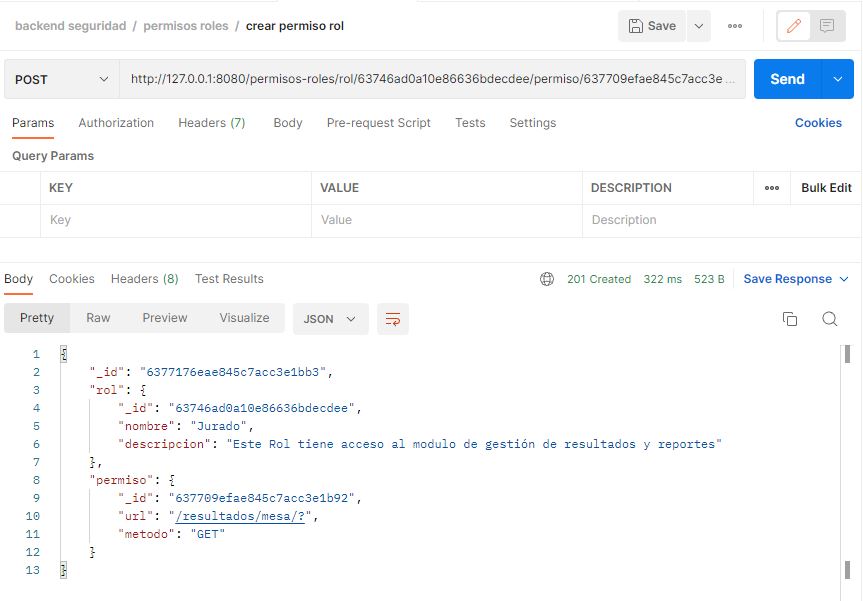 backend seguridad / permisos roles / crear permiso rol
Save
POST
http://127.0.0.1:8080/permisos-roles/rol/63746ad0a10e86636bdecdee/permiso/637709efae845c7acc3e ...
Send
Params Authorization Headers (7) Body Pre-request Script Tests Settings Cookies
Query Params
KEY VALUE DESCRIPTION Bulk Edit
Key Value Description
Body Cookies Headers (8) Test Results 201 Created 322 ms 523 B Save Response
Pretty Raw Preview Visualize JSON
1 {
2 "_id": "6377176eae845c7acc3e1bb3",
3 "rol": {
4 "_id": "63746ad0a10e86636bdecdee",
5 "nombre": "Jurado",
6 "descripcion": "Este Rol tiene acceso al modulo de gestión de resultados y reportes"
7 },
8 "permiso": {
9 "_id": "637709efae845c7acc3e1b92",
10 "url": "/resultados/mesa/?",
11 "metodo": "GET"
12 }
13 }